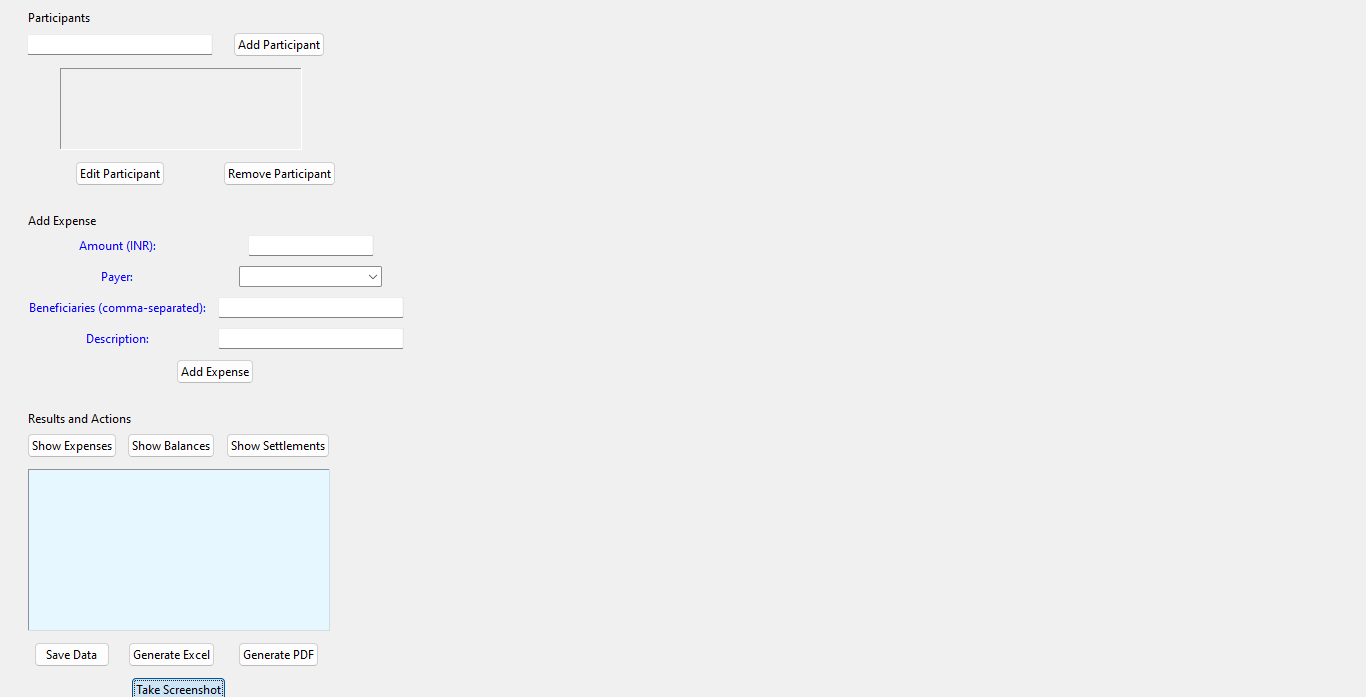 Participants
Add Participant
Edit Participant Remove Participant
Add Expense
Amount (INR):
Payer:
Beneficiaries (comma-separated):
Description:
Add Expense
Results and Actions
Show Expenses Show Balances Show Settlements
Save Data Generate Excel Generate PDF
Take Screenshot